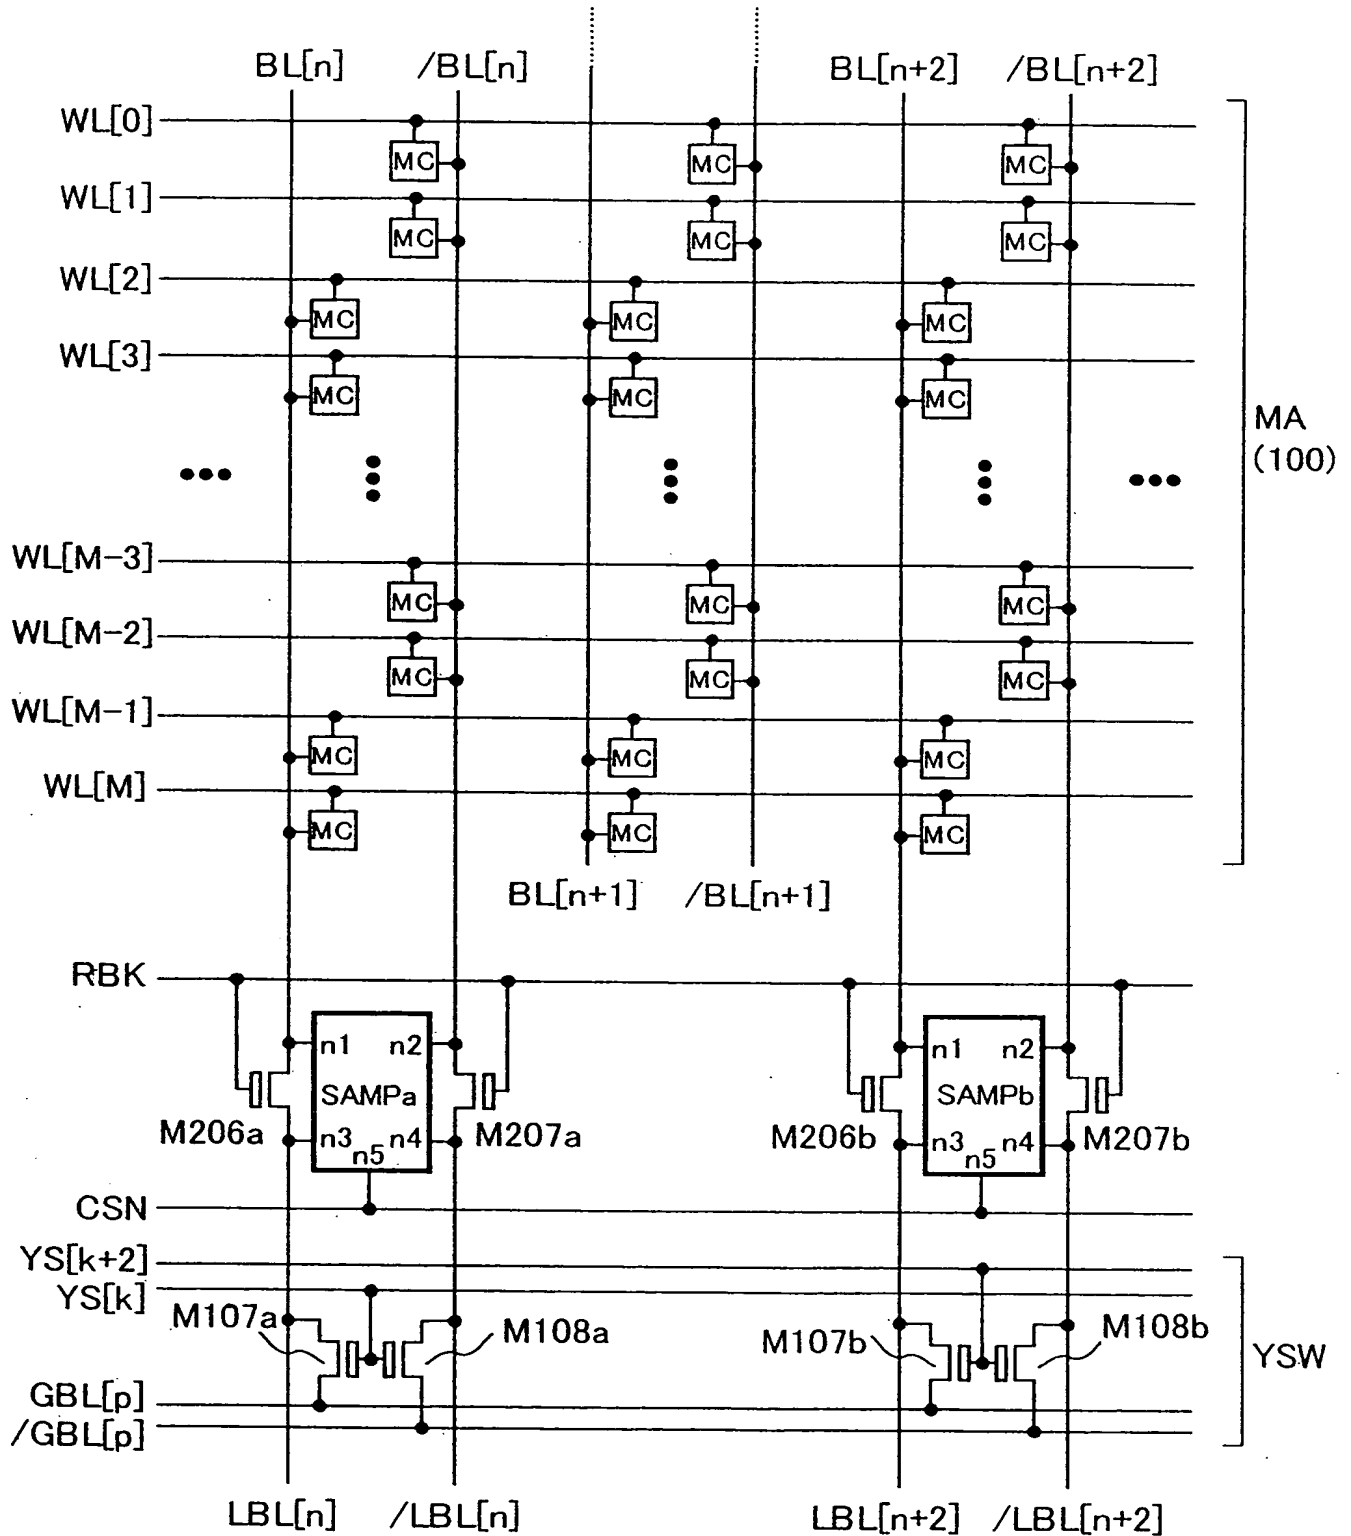 BL[n] /BL[n] BL[n+2] /BL[n+2]
WL[0]
MC MC MC
WL[1]
MC MC MC
WL[2]
MC MC MC
WL[3]
MC MC MC
MA
(100)
WL[M-3]
MC MC MC
WL[M-2]
MC MC MC
WL[M-1]
MC MC MC
WL[M]
MC MC MC
BL[n+1] /BL[n+1]
RBK
n1 n2 n1 n2
SAMPa SAMPb
M206a n3 n4 M207a M206b n3 n4 M207b
n5 n5
CSN
YS[k+2]
YS[k]
M107a M108a M107b M108b
YSW
GBL[p]
/GBL[p]
LBL[n] /LBL[n] LBL[n+2] /LBL[n+2]